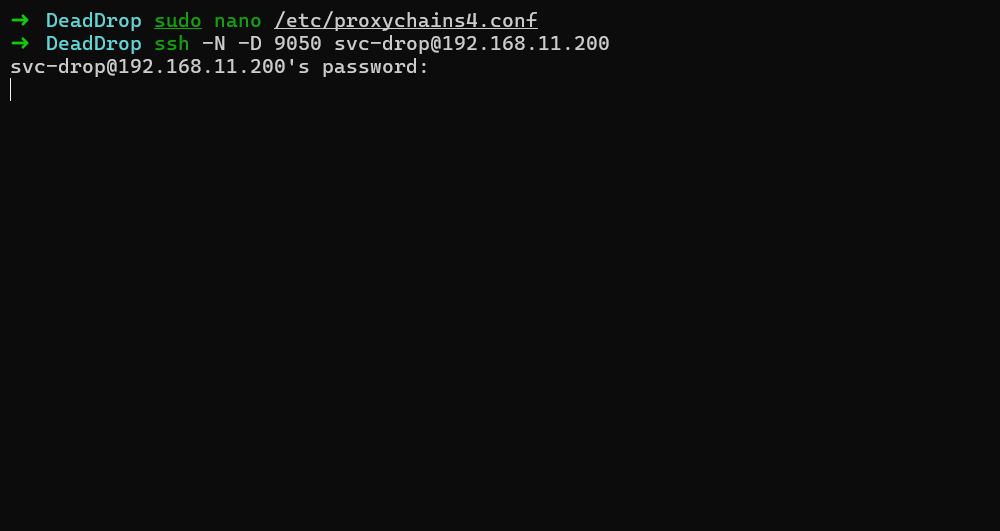 ➜ DeadDrop sudo nano /etc/proxychains4.conf
➜ DeadDrop ssh -N -D 9050 svc-drop@192.168.11.200
svc-drop@192.168.11.200's password: